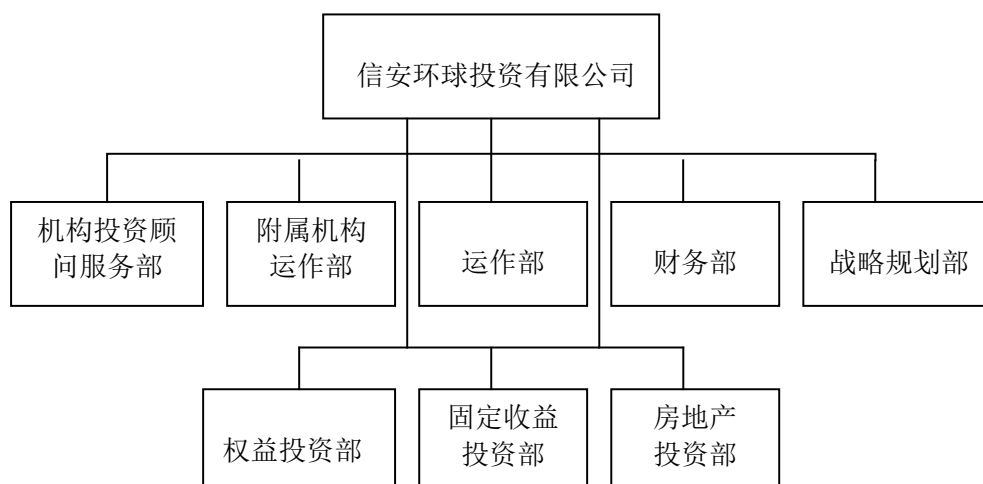 信安环球投资有限公司
机构投资顾
问服务部
附属机构
运作部
运作部
财务部
战略规划部
权益投资部
固定收益
投资部
房地产
投资部